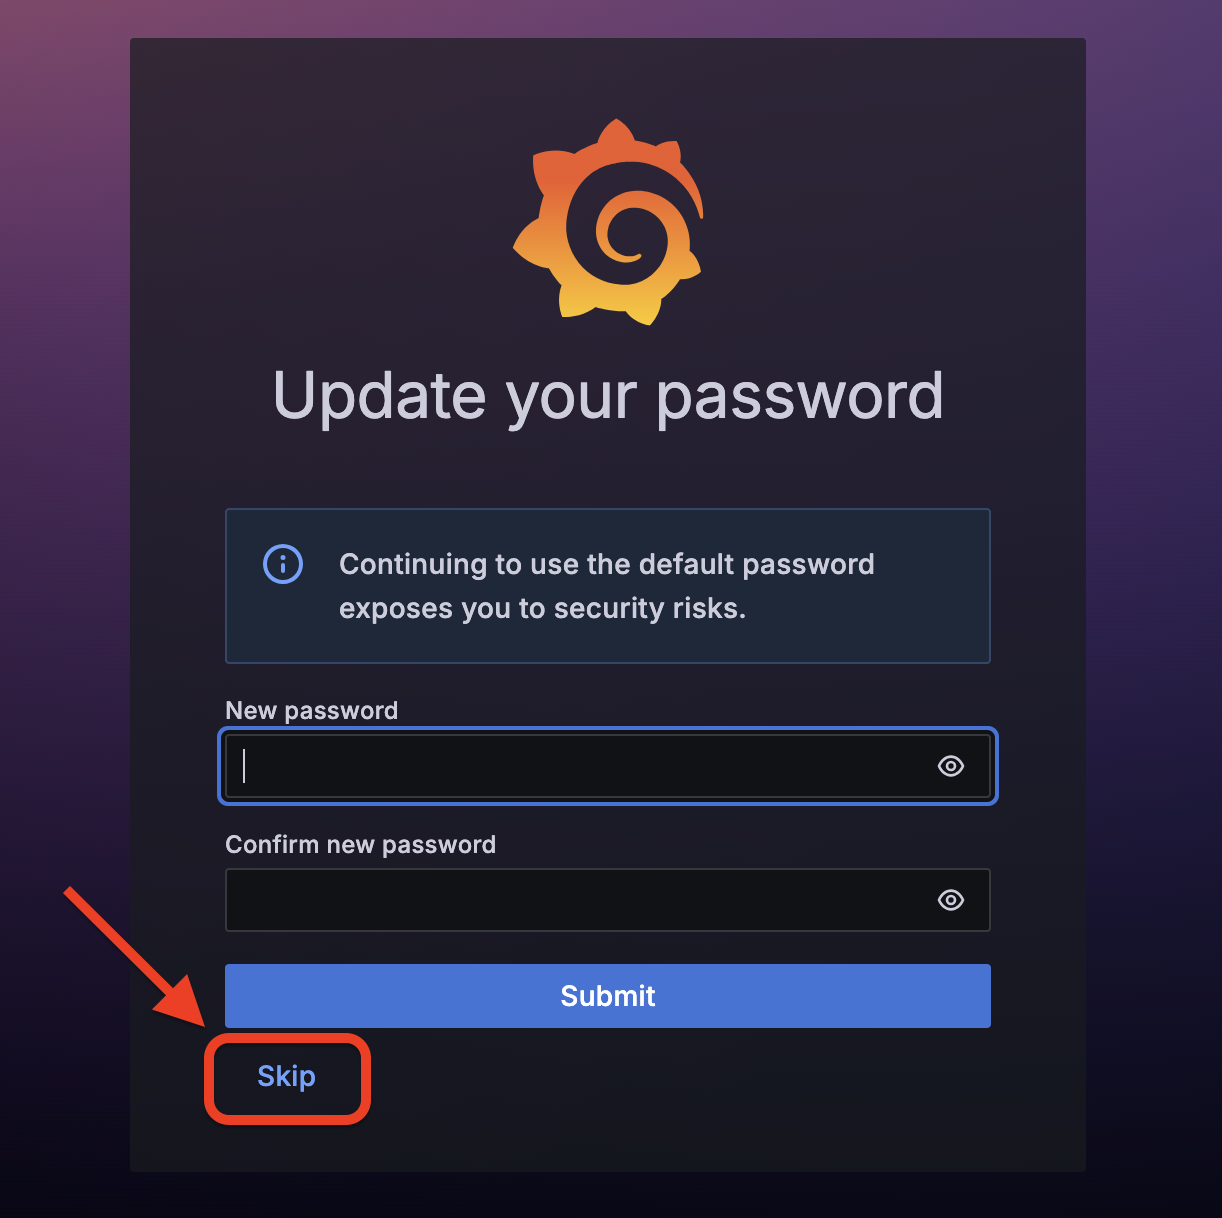 Update your password
Continuing to use the default password
exposes you to security risks.
New password
Confirm new password
Submit
Skip